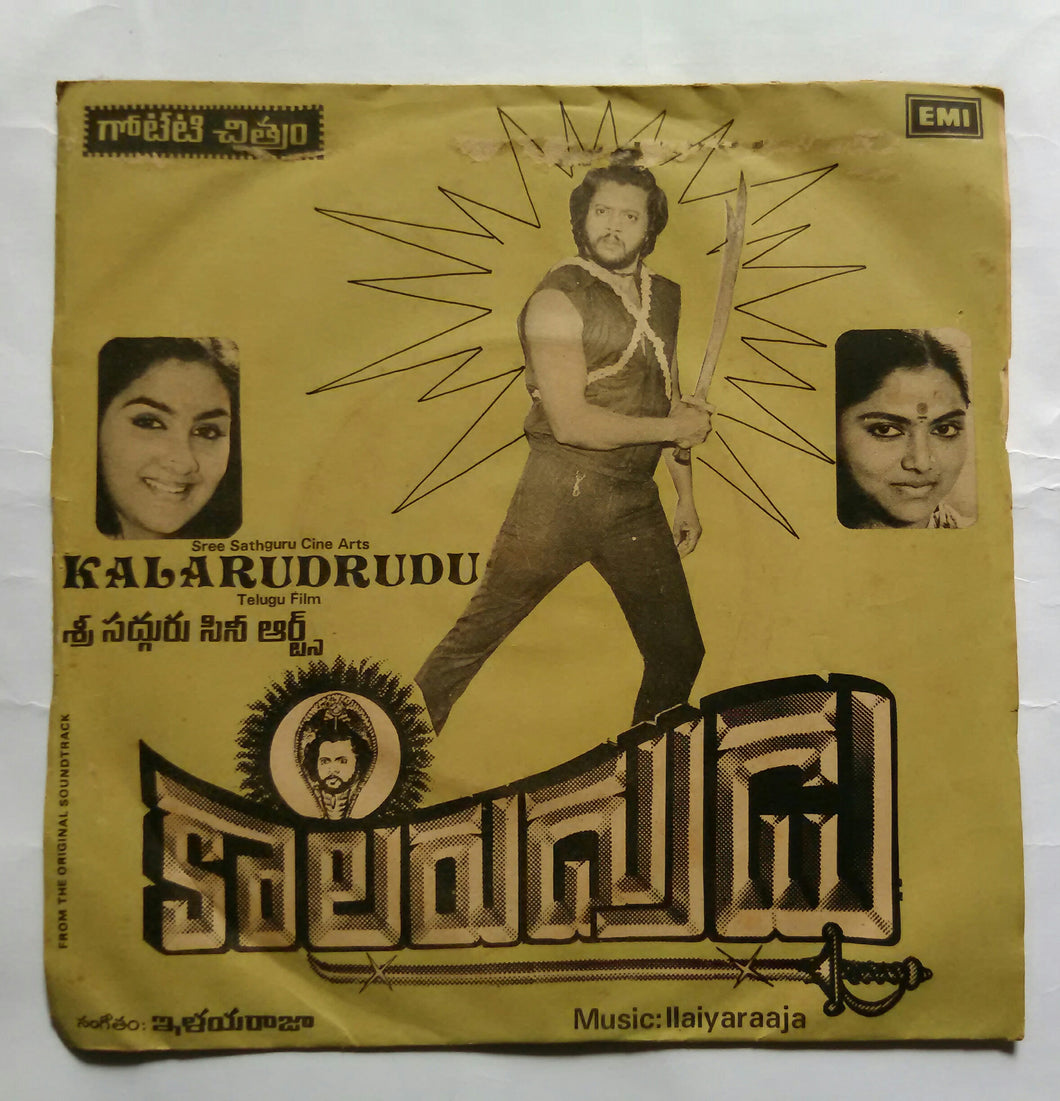 గోటేటి చిత్రం
EMI
Sree Sathguru Cine Arts
KALARUDRUDU
Telugu Film
శ్రీ సద్గురు సినీ ఆర్ట్స్
FROM THE ORIGINAL SOUNDTRACK
కాలరుద్రుడు
సంగీతం: ఇళయరాజా
Music: Ilaiyaraaja